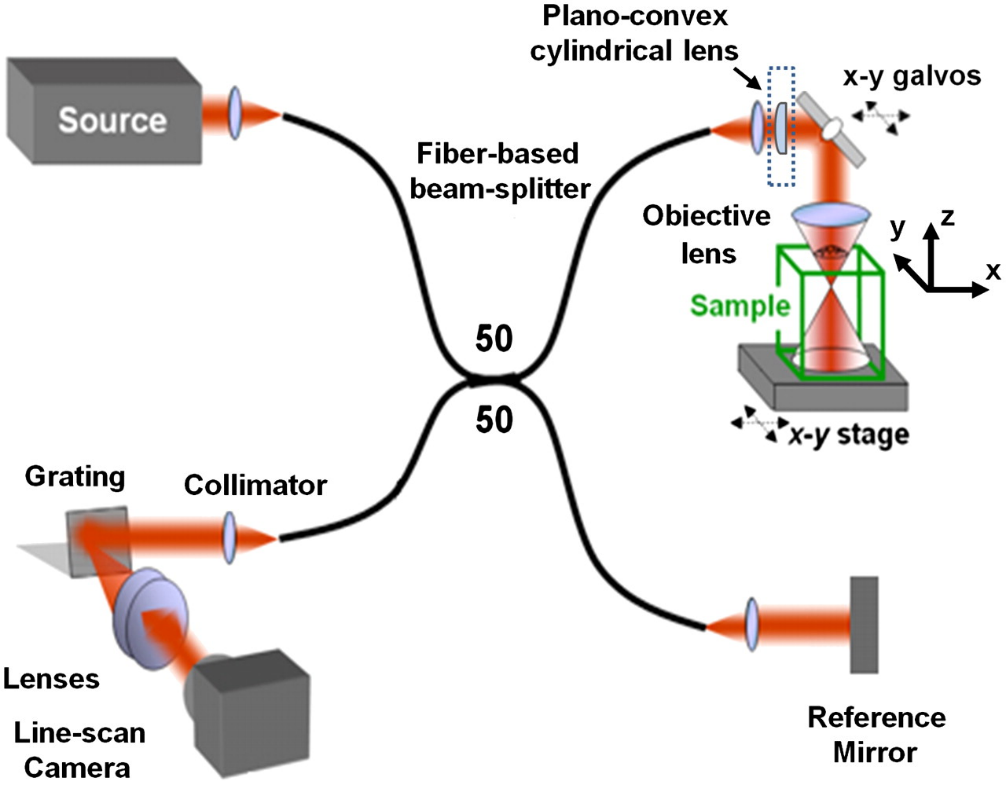 Plano-convex
cylindrical lens
x-y galvos
Source
Fiber-based
beam-splitter
Objective
lens
y
z
x
Sample
50
50
x-y stage
Grating
Collimator
Lenses
Line-scan
Camera
Reference
Mirror